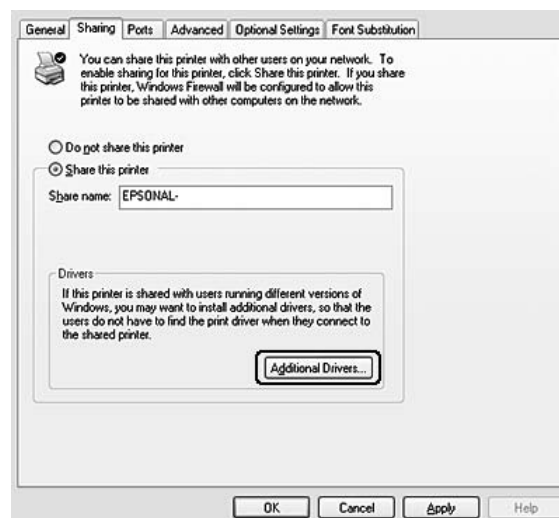 General Sharing Ports Advanced Optional Settings Font Substitution
You can share this printer with other users on your network. To
enable sharing for this printer, click Share this printer. If you share
this printer, Windows Firewall will be configured to allow this
printer to be shared with other computers on the network.
Do not share this printer
Share this printer
Share name: EPSONAL-
Drivers
If this printer is shared with users running different versions of
Windows, you may want to install additional drivers, so that the
users do not have to find the print driver when they connect to
the shared printer.
Additional Drivers...
OK Cancel Apply Help